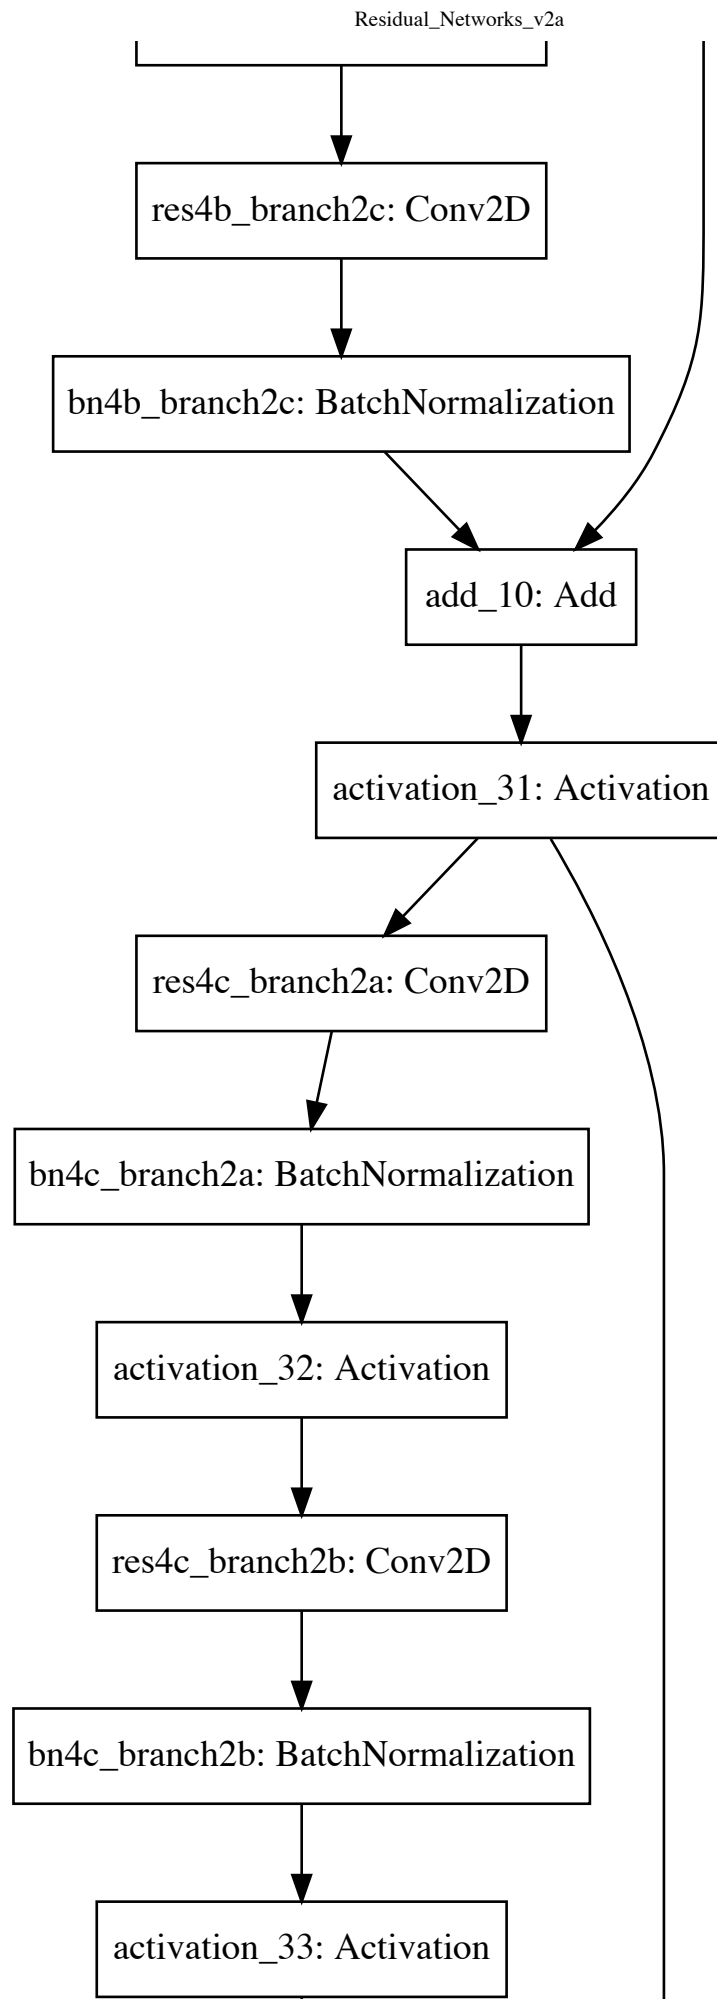 Residual_Networks_v2a
res4b_branch2c: Conv2D
bn4b_branch2c: BatchNormalization
add_10: Add
activation_31: Activation
res4c_branch2a: Conv2D
bn4c_branch2a: BatchNormalization
activation_32: Activation
res4c_branch2b: Conv2D
bn4c_branch2b: BatchNormalization
activation_33: Activation